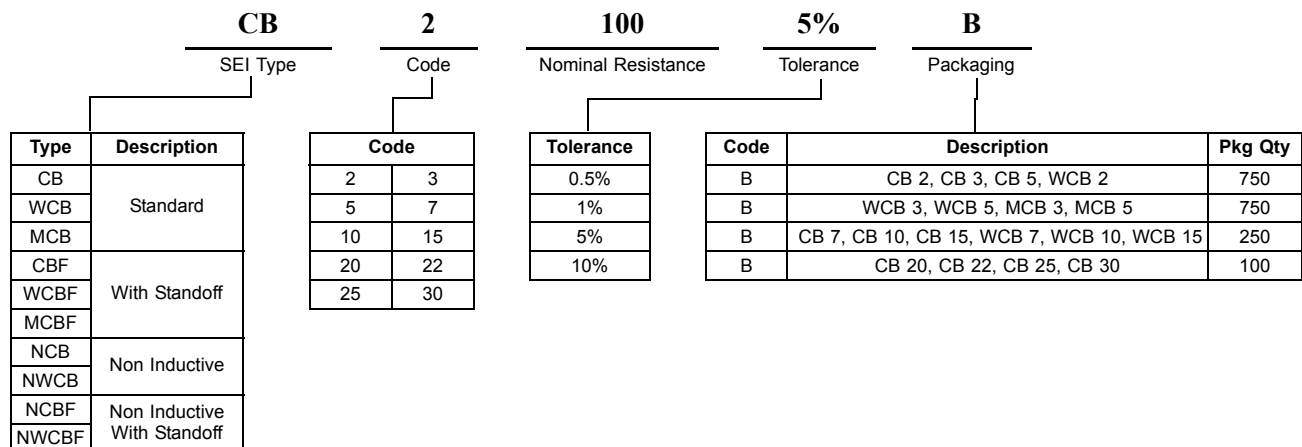 CB 2 100 5% B
SEI Type Code Nominal Resistance Tolerance Packaging
Type Description
CB Standard
WCB
MCB
CBF With Standoff
WCBF
MCBF
NCB Non Inductive
NWCB
NCBF Non Inductive
NWCBF With Standoff
Code
2 3
5 7
10 15
20 22
25 30
Tolerance
0.5%
1%
5%
10%
Code Description Pkg Qty
B CB 2, CB 3, CB 5, WCB 2 750
B WCB 3, WCB 5, MCB 3, MCB 5 750
B CB 7, CB 10, CB 15, WCB 7, WCB 10, WCB 15 250
B CB 20, CB 22, CB 25, CB 30 100